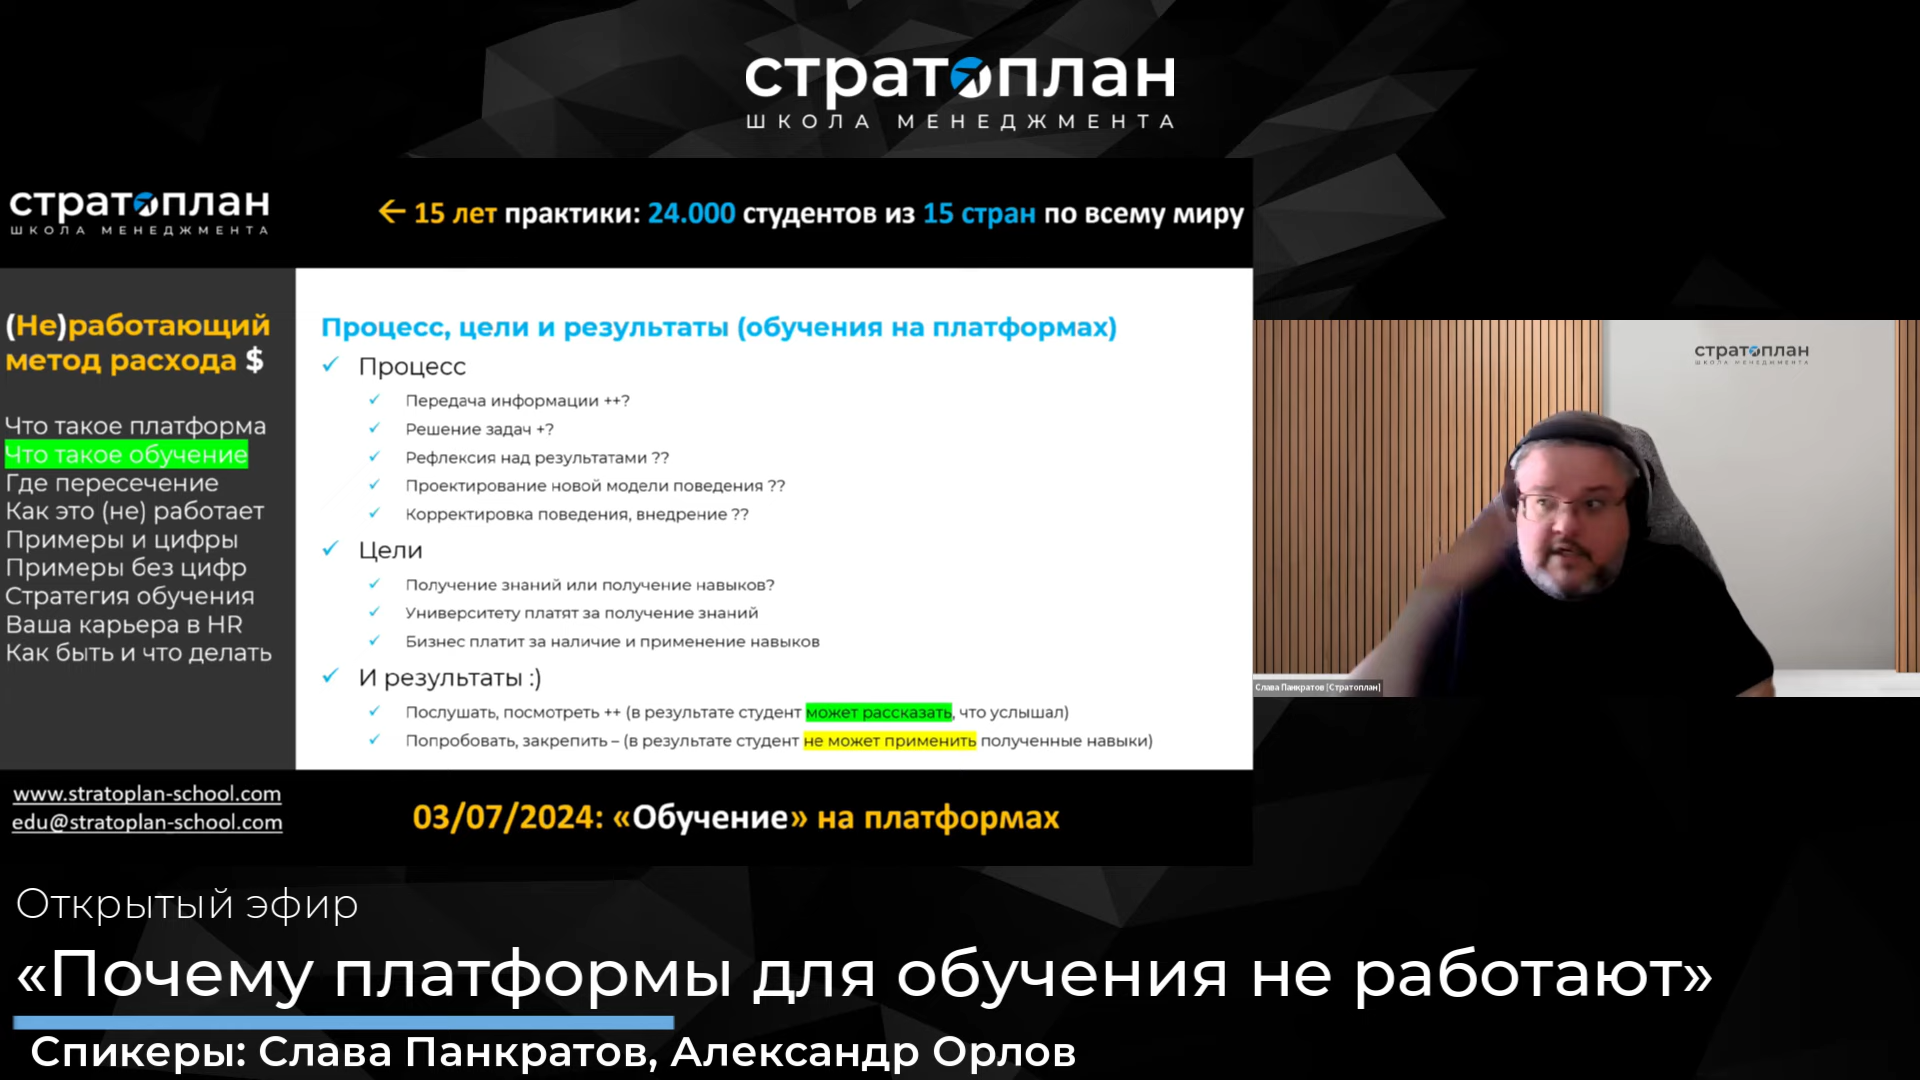 стратоплан
ШКОЛА МЕНЕДЖМЕНТА
стратоплан
ШКОЛА МЕНЕДЖМЕНТА
← 15 лет практики: 24.000 студентов из 15 стран по всему миру
(Не)работающий
метод расхода $
Что такое платформа
Что такое обучение
Где пересечение
Как это (не) работает
Примеры и цифры
Примеры без цифр
Стратегия обучения
Ваша карьера в HR
Как быть и что делать
Процесс, цели и результаты (обучения на платформах)
✓ Процесс
✓ Передача информации ++?
✓ Решение задач +?
✓ Рефлексия над результатами ??
✓ Проектирование новой модели поведения ??
✓ Корректировка поведения, внедрение ??
✓ Цели
✓ Получение знаний или получение навыков?
✓ Университету платят за получение знаний
✓ Бизнес платит за наличие и применение навыков
✓ И результаты :)
✓ Послушать, посмотреть ++ (в результате студент может рассказать, что услышал)
✓ Попробовать, закрепить – (в результате студент не может применить полученные навыки)
стратоплан
ШКОЛА МЕНЕДЖМЕНТА
Слава Панкратов [Стратоплан]
www.stratoplan-school.com
edu@stratoplan-school.com
03/07/2024: «Обучение» на платформах
Открытый эфир
«Почему платформы для обучения не работают»
Спикеры: Слава Панкратов, Александр Орлов